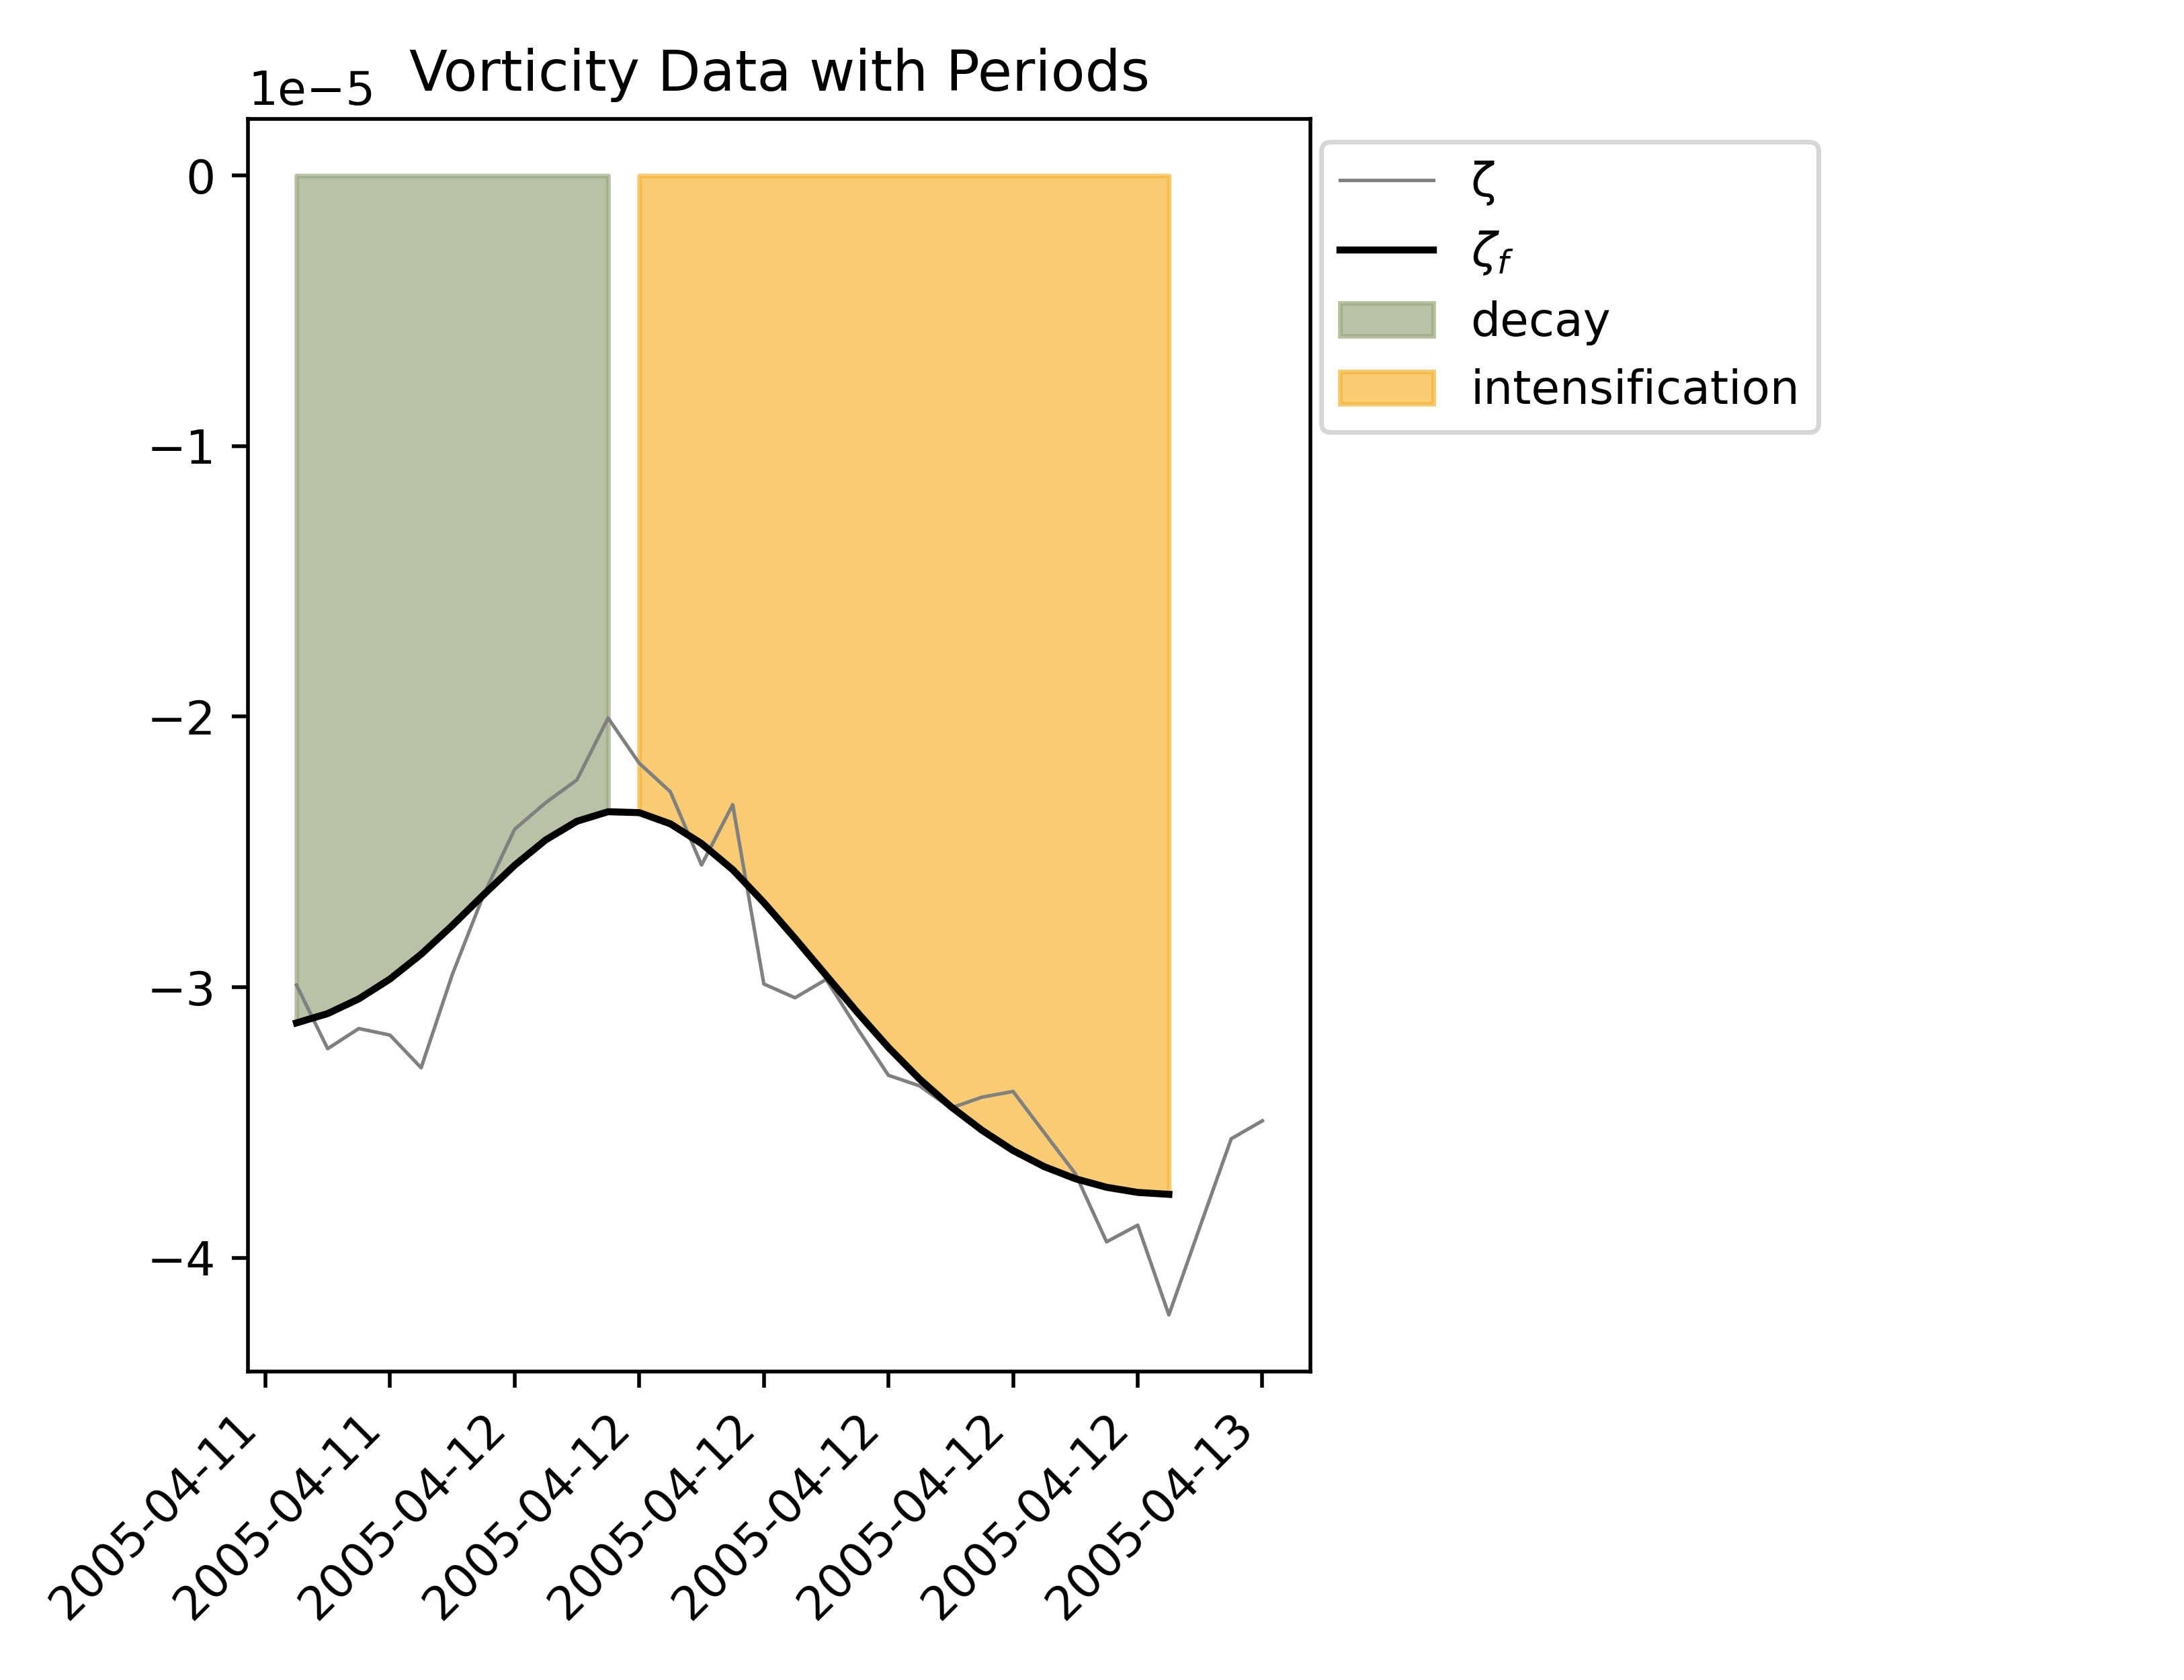 Vorticity Data with Periods
1e−5
0
−1
−2
−3
−4
ζ
ζf
decay
intensification
2005-04-11
2005-04-11
2005-04-12
2005-04-12
2005-04-12
2005-04-12
2005-04-12
2005-04-12
2005-04-13